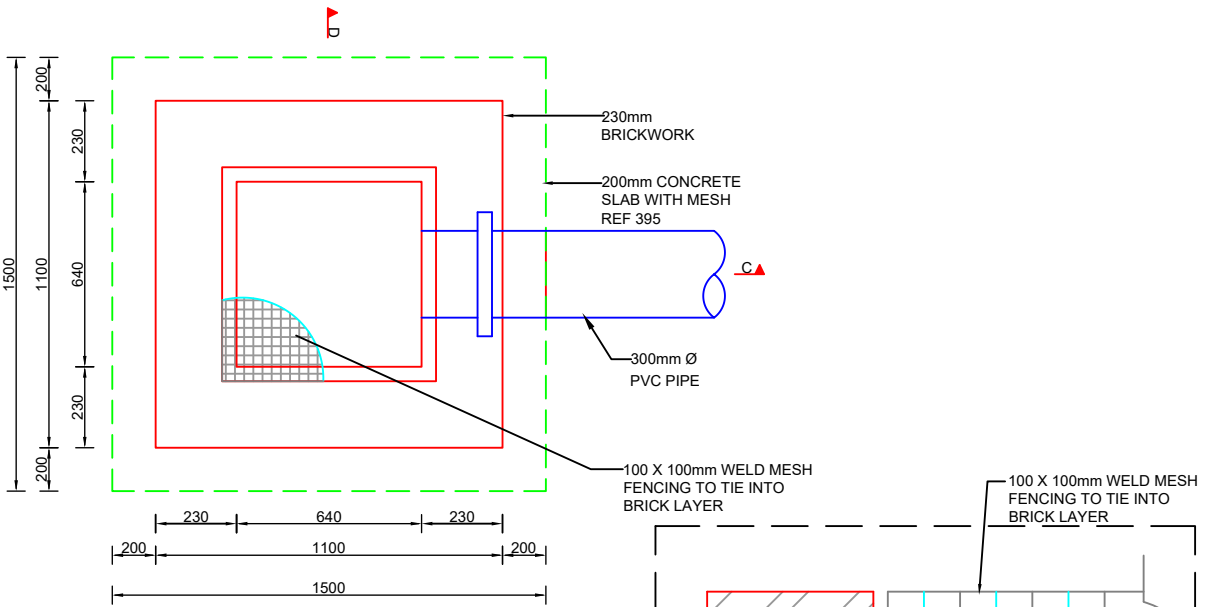 D
200
1500
1100
230
640
230
200
230mm
BRICKWORK
200mm CONCRETE
SLAB WITH MESH
REF 395
C
300mm Ø
PVC PIPE
100 X 100mm WELD MESH
FENCING TO TIE INTO
BRICK LAYER
100 X 100mm WELD MESH
FENCING TO TIE INTO
BRICK LAYER
230 640 230
200 1100 200
1500